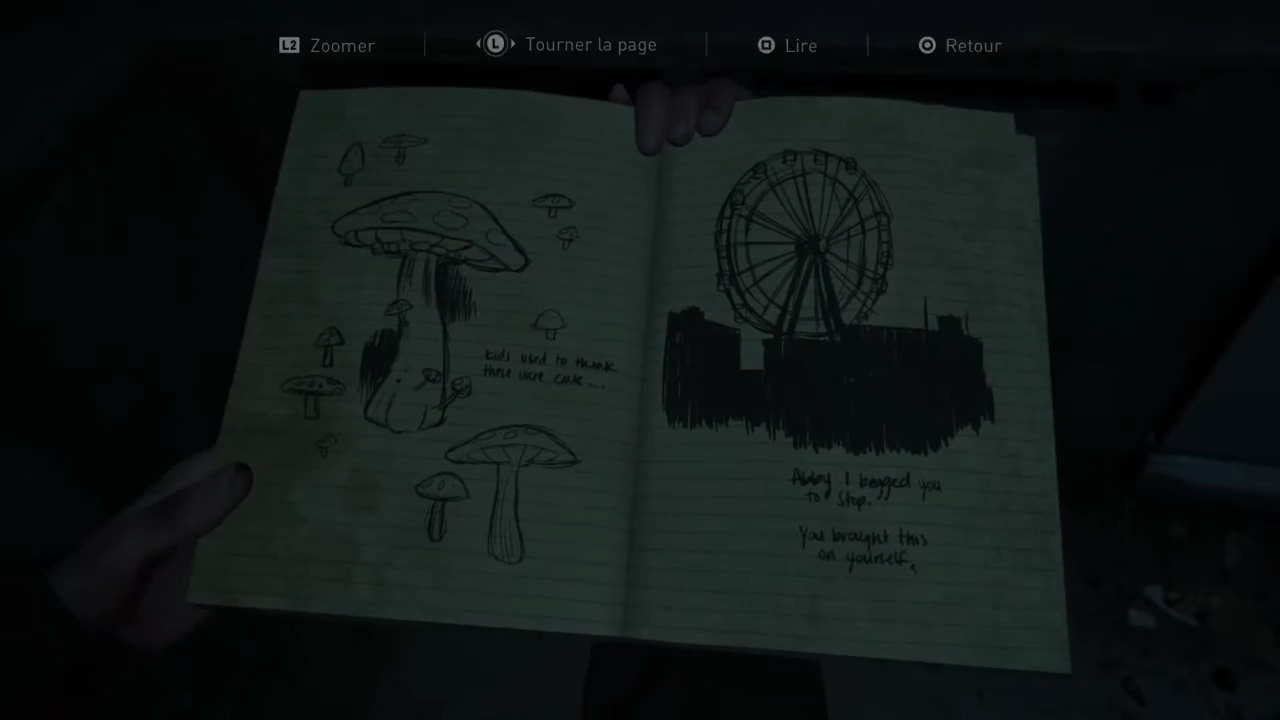 L2 Zoomer
L Tourner la page
Lire
Retour
Kids used to think
these were cute...
Abby I begged you
to stop.
You brought this
on yourself.